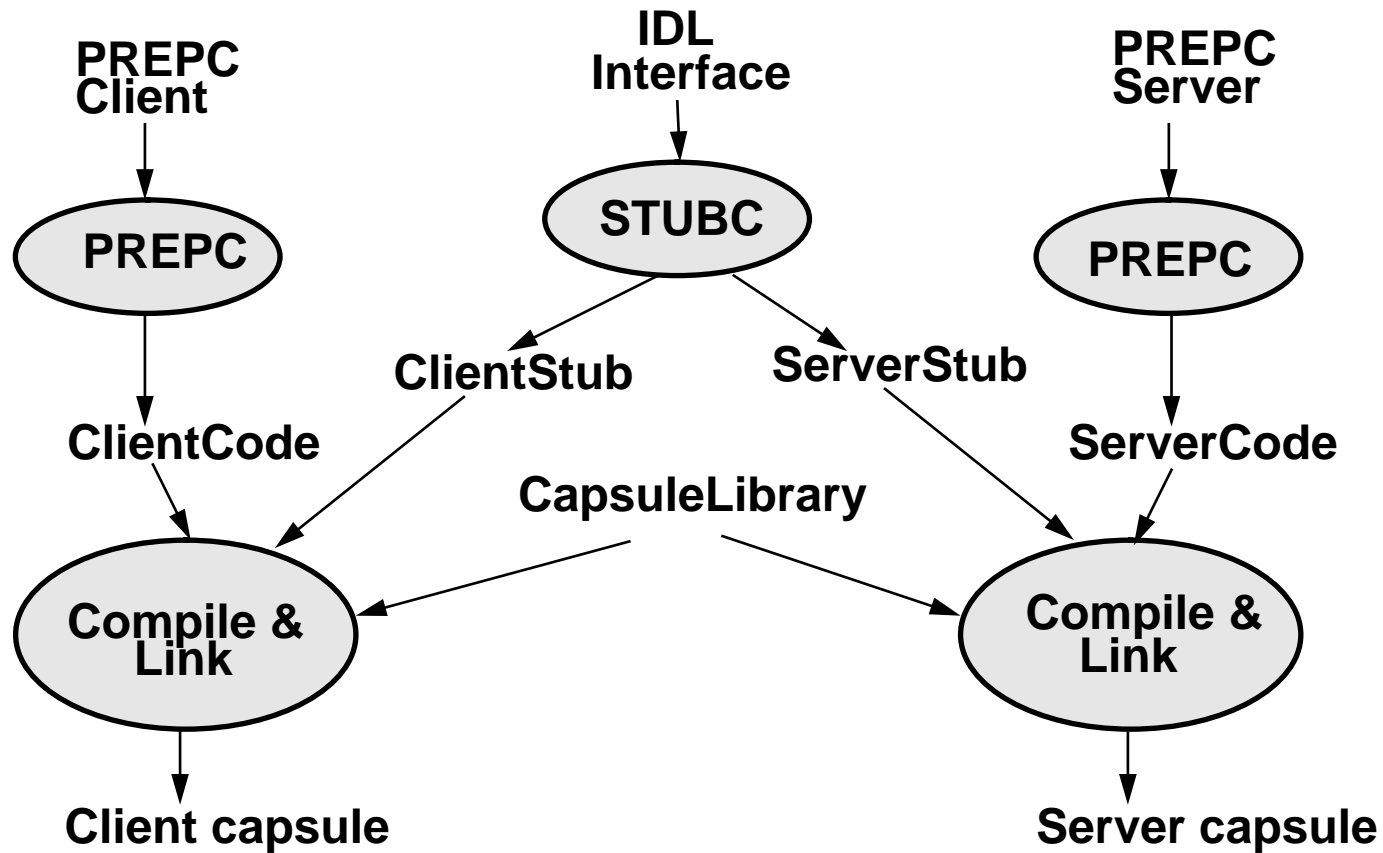 PREPC
Client
IDL
Interface
PREPC
Server
PREPC
STUBC
PREPC
ClientStub
ServerStub
ClientCode
ServerCode
CapsuleLibrary
Compile &
Link
Compile &
Link
Client capsule
Server capsule